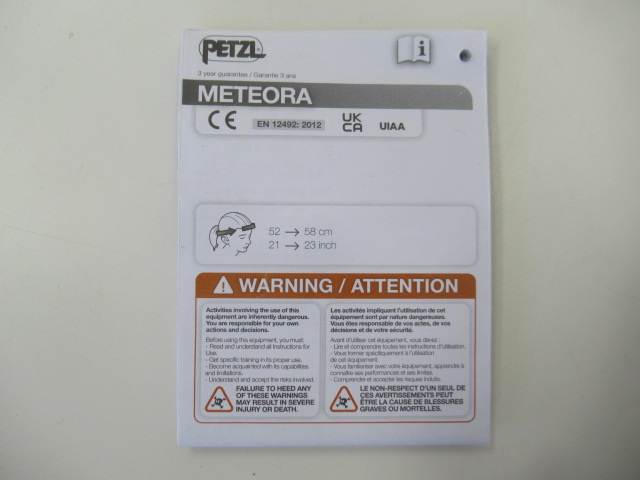 PETZL
i
3 year guarantee / Garantie 3 ans
METEORA
CE EN 12492: 2012 UK CA UIAA
52 → 58 cm
21 → 23 inch
WARNING / ATTENTION
Activities involving the use of this
equipment are inherently dangerous.
You are responsible for your own
actions and decisions.
Before using this equipment, you must:
- Read and understand all Instructions for
Use.
- Get specific training in its proper use.
- Become acquainted with its capabilities
and limitations.
- Understand and accept the risks involved.
FAILURE TO HEED ANY
OF THESE WARNINGS
MAY RESULT IN SEVERE
INJURY OR DEATH.
Les activités impliquant l'utilisation de cet
équipement sont par nature dangereuses.
Vous êtes responsable de vos actes, de vos
décisions et de votre sécurité.
Avant d'utiliser cet équipement, vous devez :
- Lire et comprendre toutes les instructions d'utilisation.
- Vous former spécifiquement à l'utilisation
de cet équipement.
- Vous familiariser avec votre équipement, apprendre à
connaître ses performances et ses limites.
- Comprendre et accepter les risques induits.
LE NON-RESPECT D'UN SEUL DE
CES AVERTISSEMENTS PEUT
ÊTRE LA CAUSE DE BLESSURES
GRAVES OU MORTELLES.